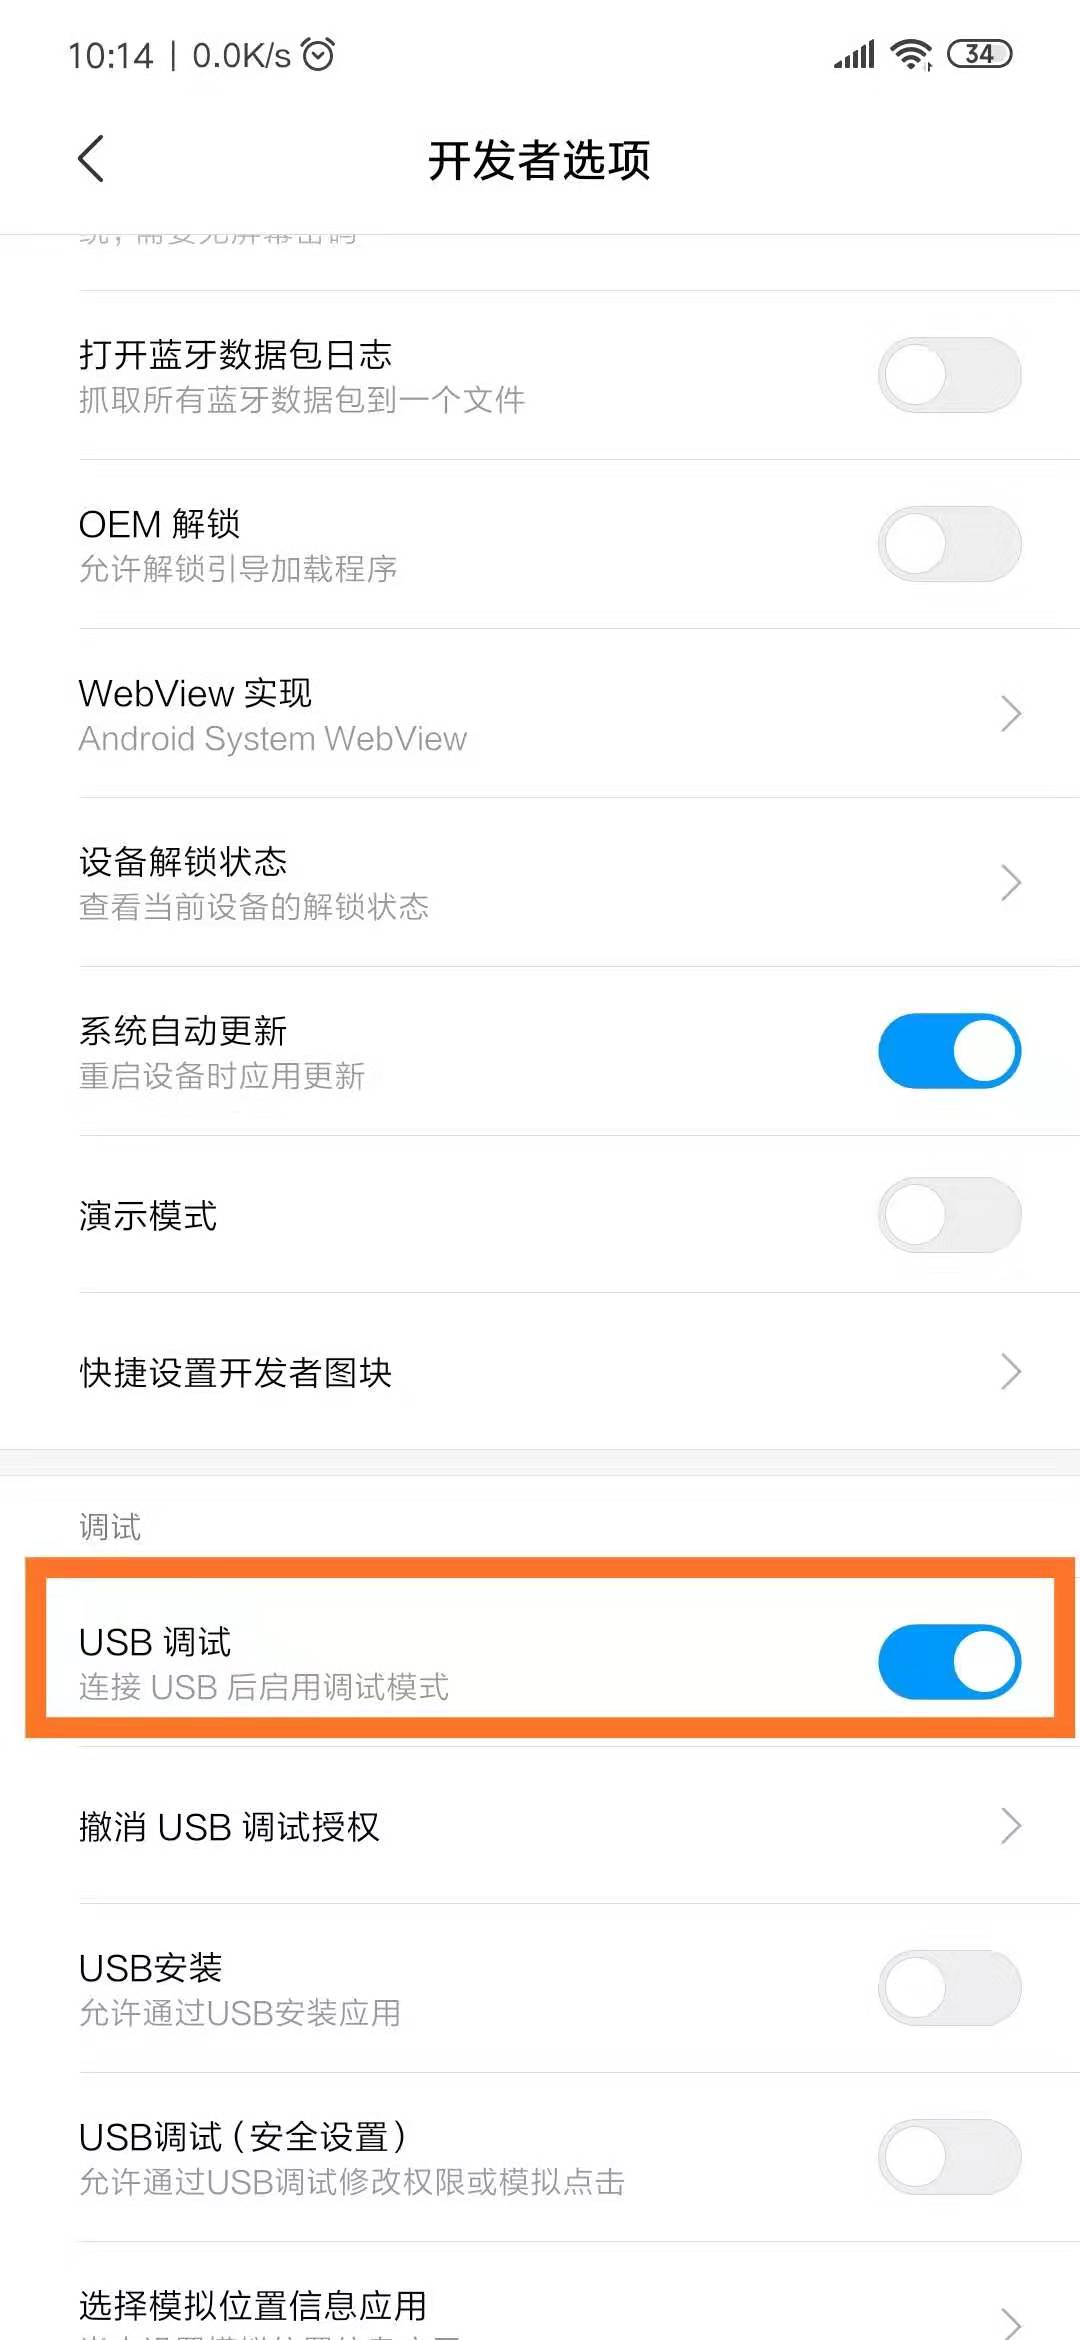 10:14 | 0.0K/s
34
开发者选项
统，需要先屏幕密码
打开蓝牙数据包日志
抓取所有蓝牙数据包到一个文件
OEM 解锁
允许解锁引导加载程序
WebView 实现
Android System WebView
设备解锁状态
查看当前设备的解锁状态
系统自动更新
重启设备时应用更新
演示模式
快捷设置开发者图块
调试
USB 调试
连接 USB 后启用调试模式
撤消 USB 调试授权
USB安装
允许通过USB安装应用
USB调试（安全设置）
允许通过USB调试修改权限或模拟点击
选择模拟位置信息应用